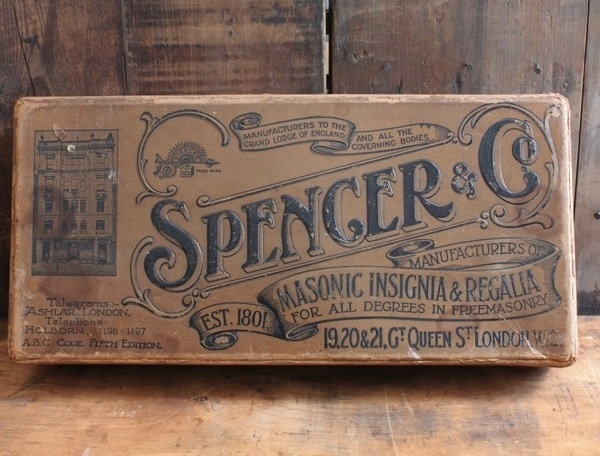 MANUFACTURERS TO THE
GRAND LODGE OF ENGLAND
AND ALL THE
GOVERNING BODIES.
TRADE MARK
SPENCER & Co.
MANUFACTURERS OF
MASONIC INSIGNIA & REGALIA
FOR ALL DEGREES IN FREEMASONRY.
EST. 1801.
19, 20 & 21, GT QUEEN ST LONDON W.C.
Telegrams:-
"ASHLAR" LONDON.
Telephone-
HOLBORN, 1196 - 1197
A.B.C. CODE. FIFTH EDITION.